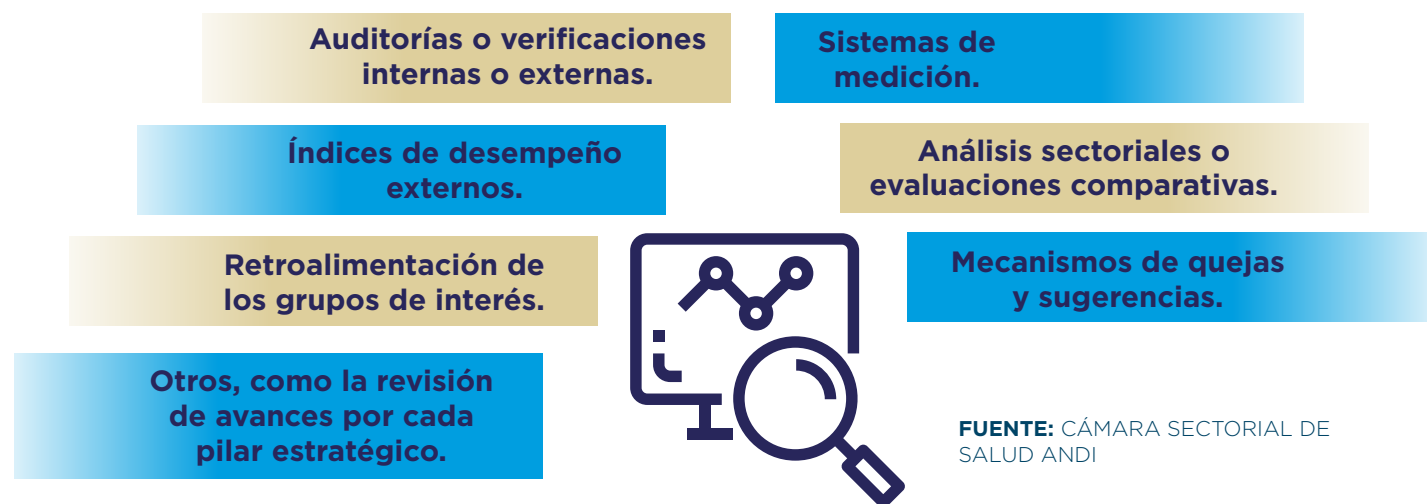 Auditorías o verificaciones
internas o externas.
Sistemas de
medición.
Índices de desempeño
externos.
Análisis sectoriales o
evaluaciones comparativas.
Retroalimentación de
los grupos de interés.
Mecanismos de quejas
y sugerencias.
Otros, como la revisión
de avances por cada
pilar estratégico.
FUENTE: CÁMARA SECTORIAL DE
SALUD ANDI